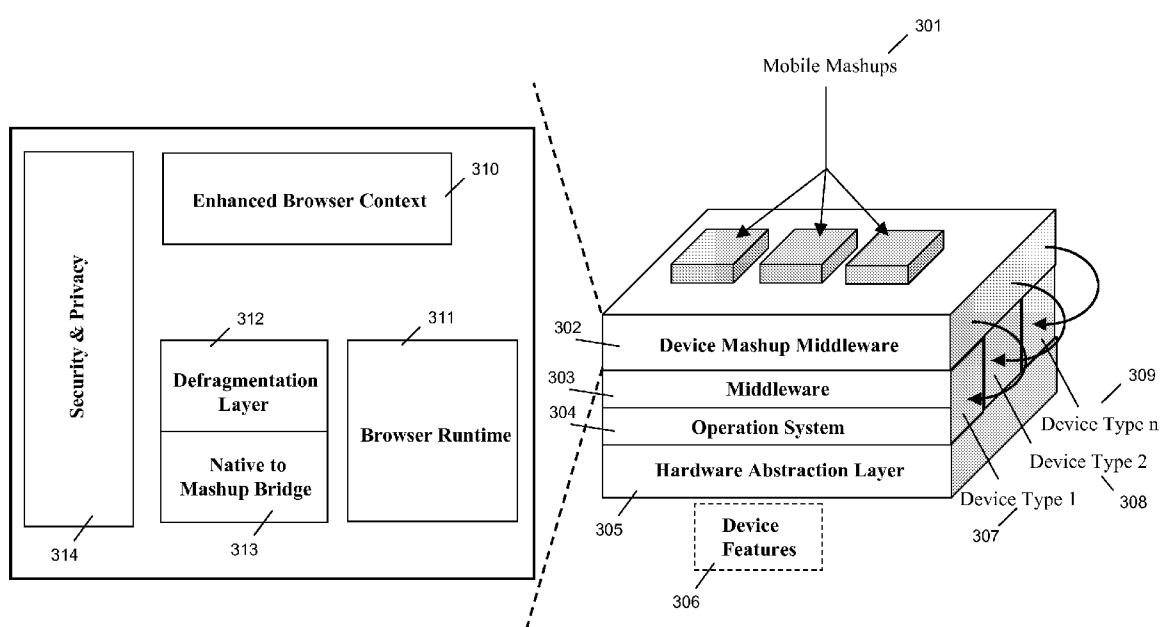 301
Mobile Mashups
Enhanced Browser Context
310
Security & Privacy
312
311
Defragmentation
Layer
Native to
Mashup Bridge
Browser Runtime
314
313
302
Device Mashup Middleware
303
Middleware
304
Operation System
Hardware Abstraction Layer
305
Device
Features
306
309
Device Type n
Device Type 2
308
Device Type 1
307